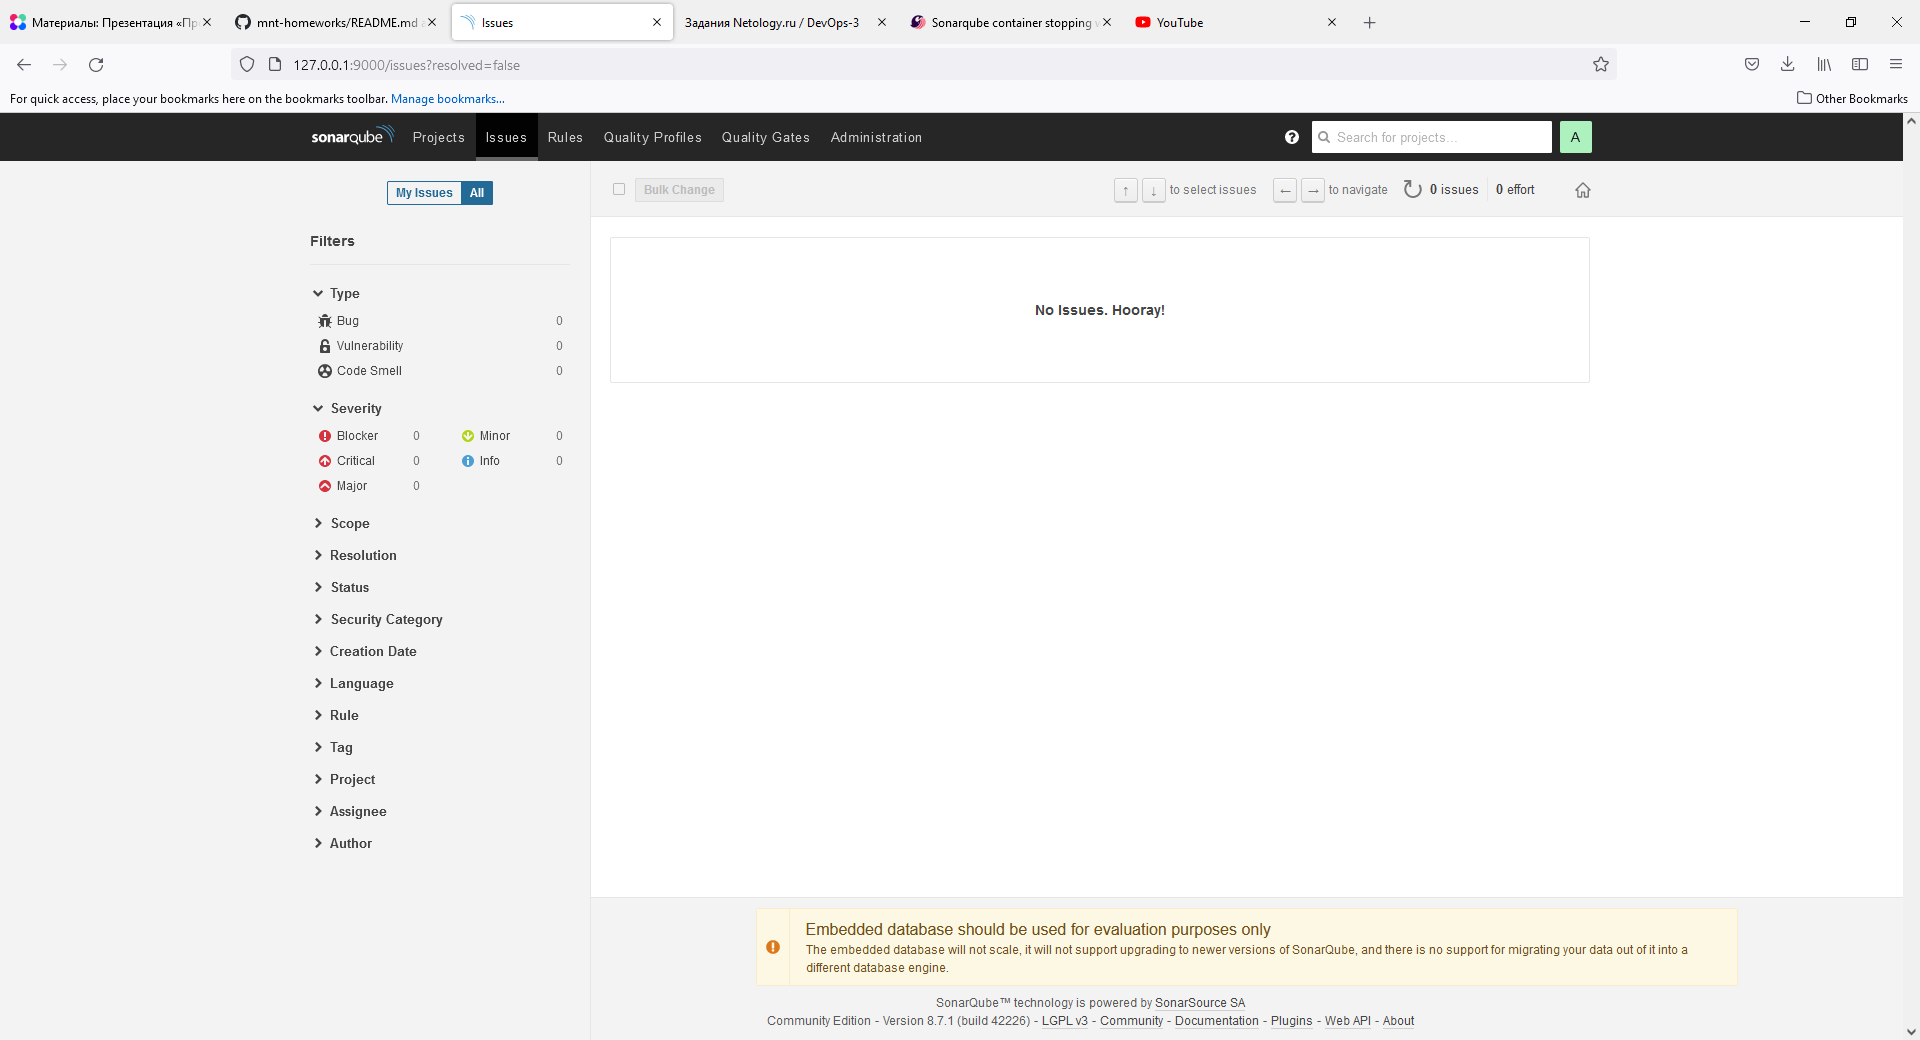 Материалы: Презентация «Пр
mnt-homeworks/README.md a
Issues
Задания Netology.ru / DevOps-3
Sonarqube container stopping w
YouTube
127.0.0.1:9000/issues?resolved=false
For quick access, place your bookmarks here on the bookmarks toolbar. Manage bookmarks...
Other Bookmarks
sonarqube
Projects
Issues
Rules
Quality Profiles
Quality Gates
Administration
Search for projects...
A
My Issues
All
Bulk Change
↑ ↓ to select issues
← → to navigate
0 issues
0 effort
Filters
Type
Bug 0
Vulnerability 0
Code Smell 0
Severity
Blocker 0
Minor 0
Critical 0
Info 0
Major 0
Scope
Resolution
Status
Security Category
Creation Date
Language
Rule
Tag
Project
Assignee
Author
No Issues. Hooray!
Embedded database should be used for evaluation purposes only
The embedded database will not scale, it will not support upgrading to newer versions of SonarQube, and there is no support for migrating your data out of it into a
different database engine.
SonarQube™ technology is powered by SonarSource SA
Community Edition - Version 8.7.1 (build 42226) - LGPL v3 - Community - Documentation - Plugins - Web API - About